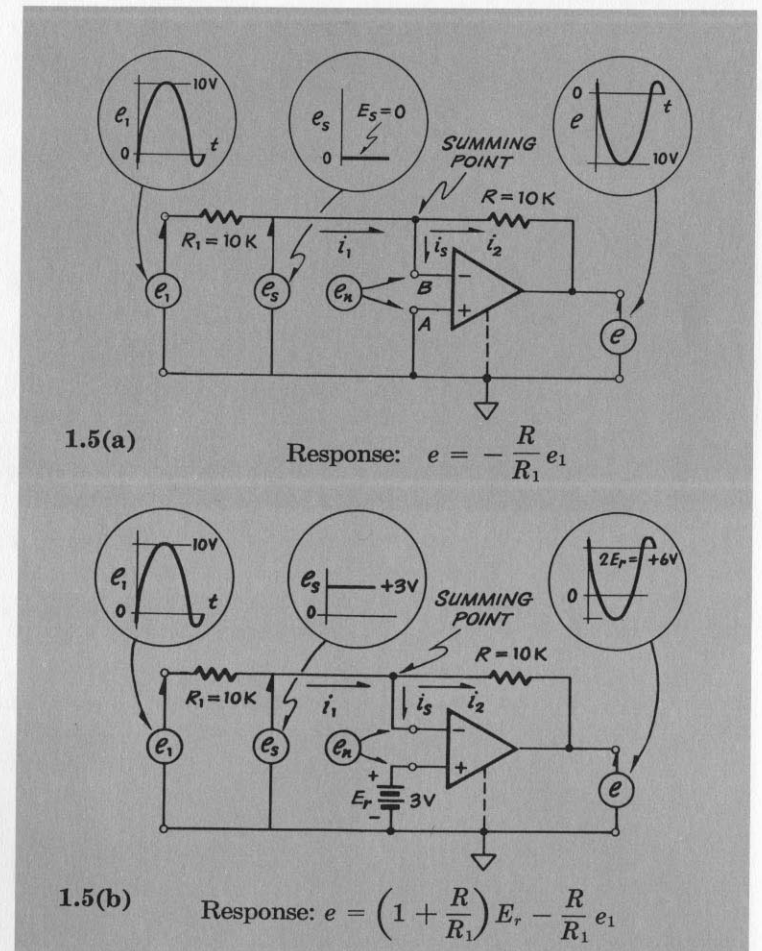 e₁ 10V 0 t
eₛ Eₛ=0 0
0 t e 10V
SUMMING
POINT
R=10K
R₁=10K
i₁ iₛ i₂
e₁ eₛ eₙ B − A + e
1.5(a)
Response: e = − R/R₁ e₁
e₁ 10V 0 t
eₛ +3V 0
2Eᵣ= +6V 0
SUMMING
POINT
R=10K
R₁=10K
i₁ iₛ i₂
e₁ eₛ eₙ − + e
+ Eᵣ 3V −
1.5(b)
Response: e = (1 + R/R₁) Eᵣ − R/R₁ e₁